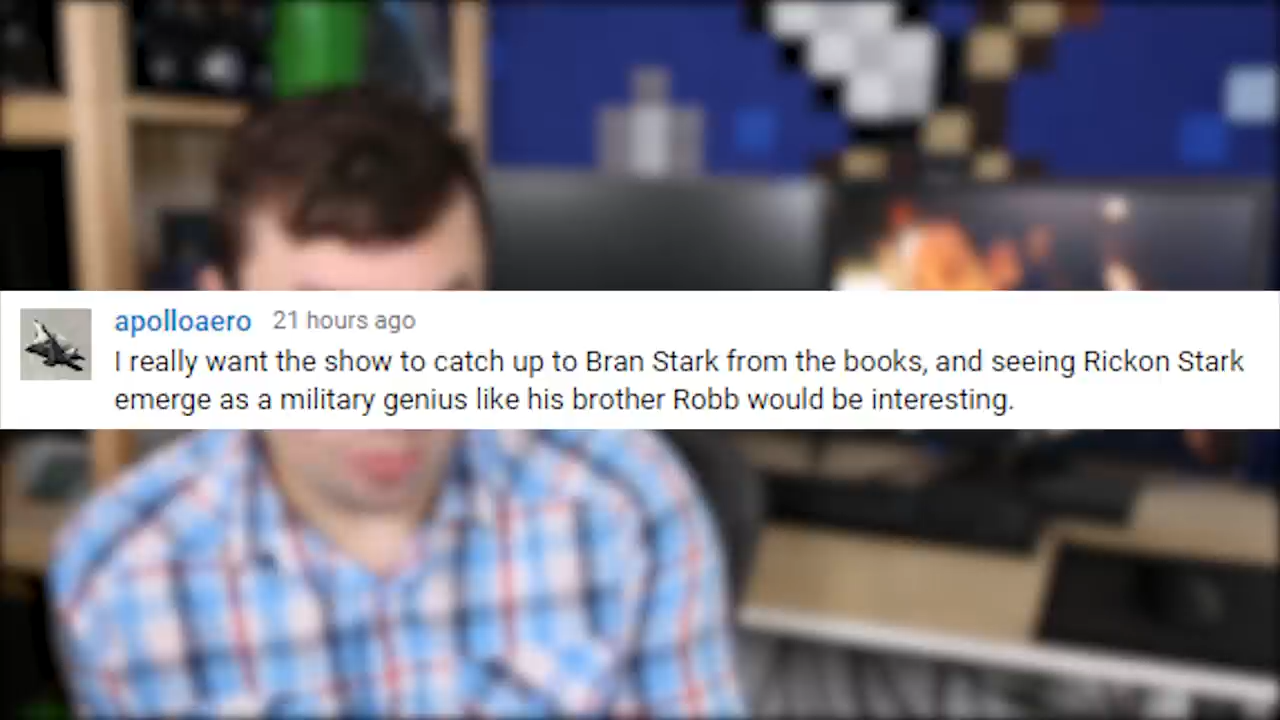 apolloaero 21 hours ago
I really want the show to catch up to Bran Stark from the books, and seeing Rickon Stark
emerge as a military genius like his brother Robb would be interesting.